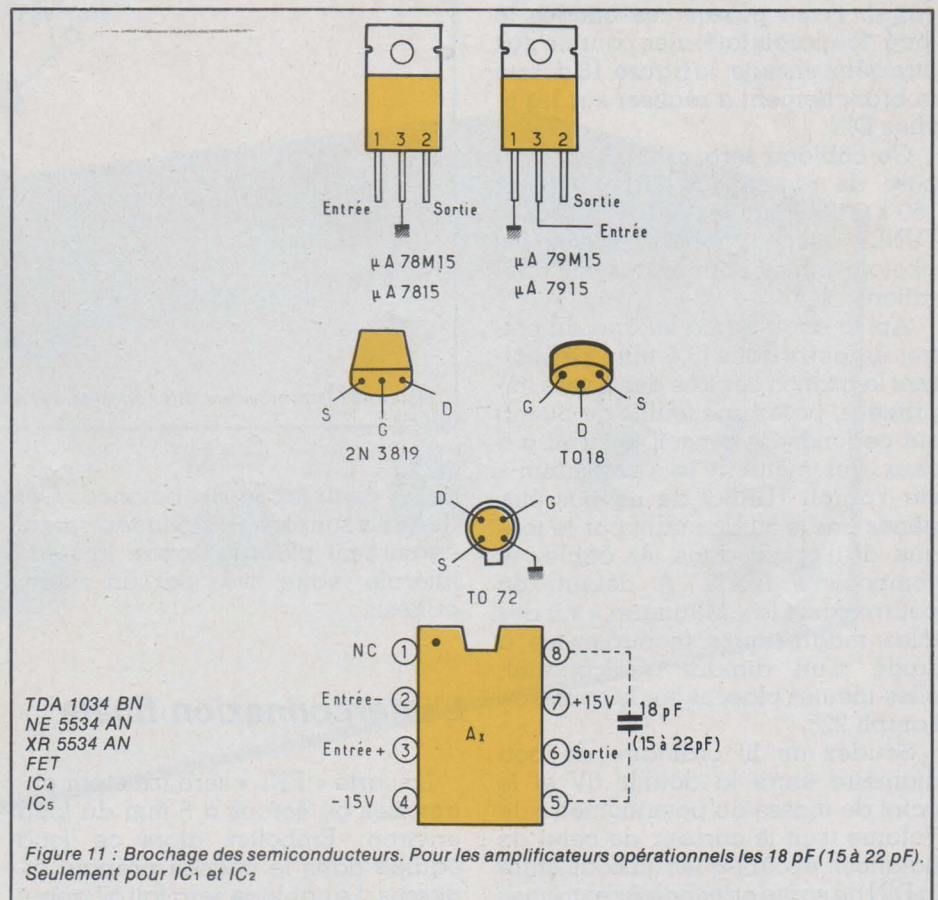 1 3 2
1 3 2
Entrée
Sortie
Sortie
Entrée
µA 78M15
µA 7815
µA 79M15
µA 7915
S
G
D
2N 3819
G
D
S
TO18
D
G
S
TO 72
NC 1
Entrée- 2
Entrée+ 3
-15V 4
Ax
8
7 +15V
6 Sortie
5
18 pF
(15 à 22pF)
TDA 1034 BN
NE 5534 AN
XR 5534 AN
FET
IC4
IC5
Figure 11 : Brochage des semiconducteurs. Pour les amplificateurs opérationnels les 18 pF (15 à 22 pF).
Seulement pour IC1 et IC2